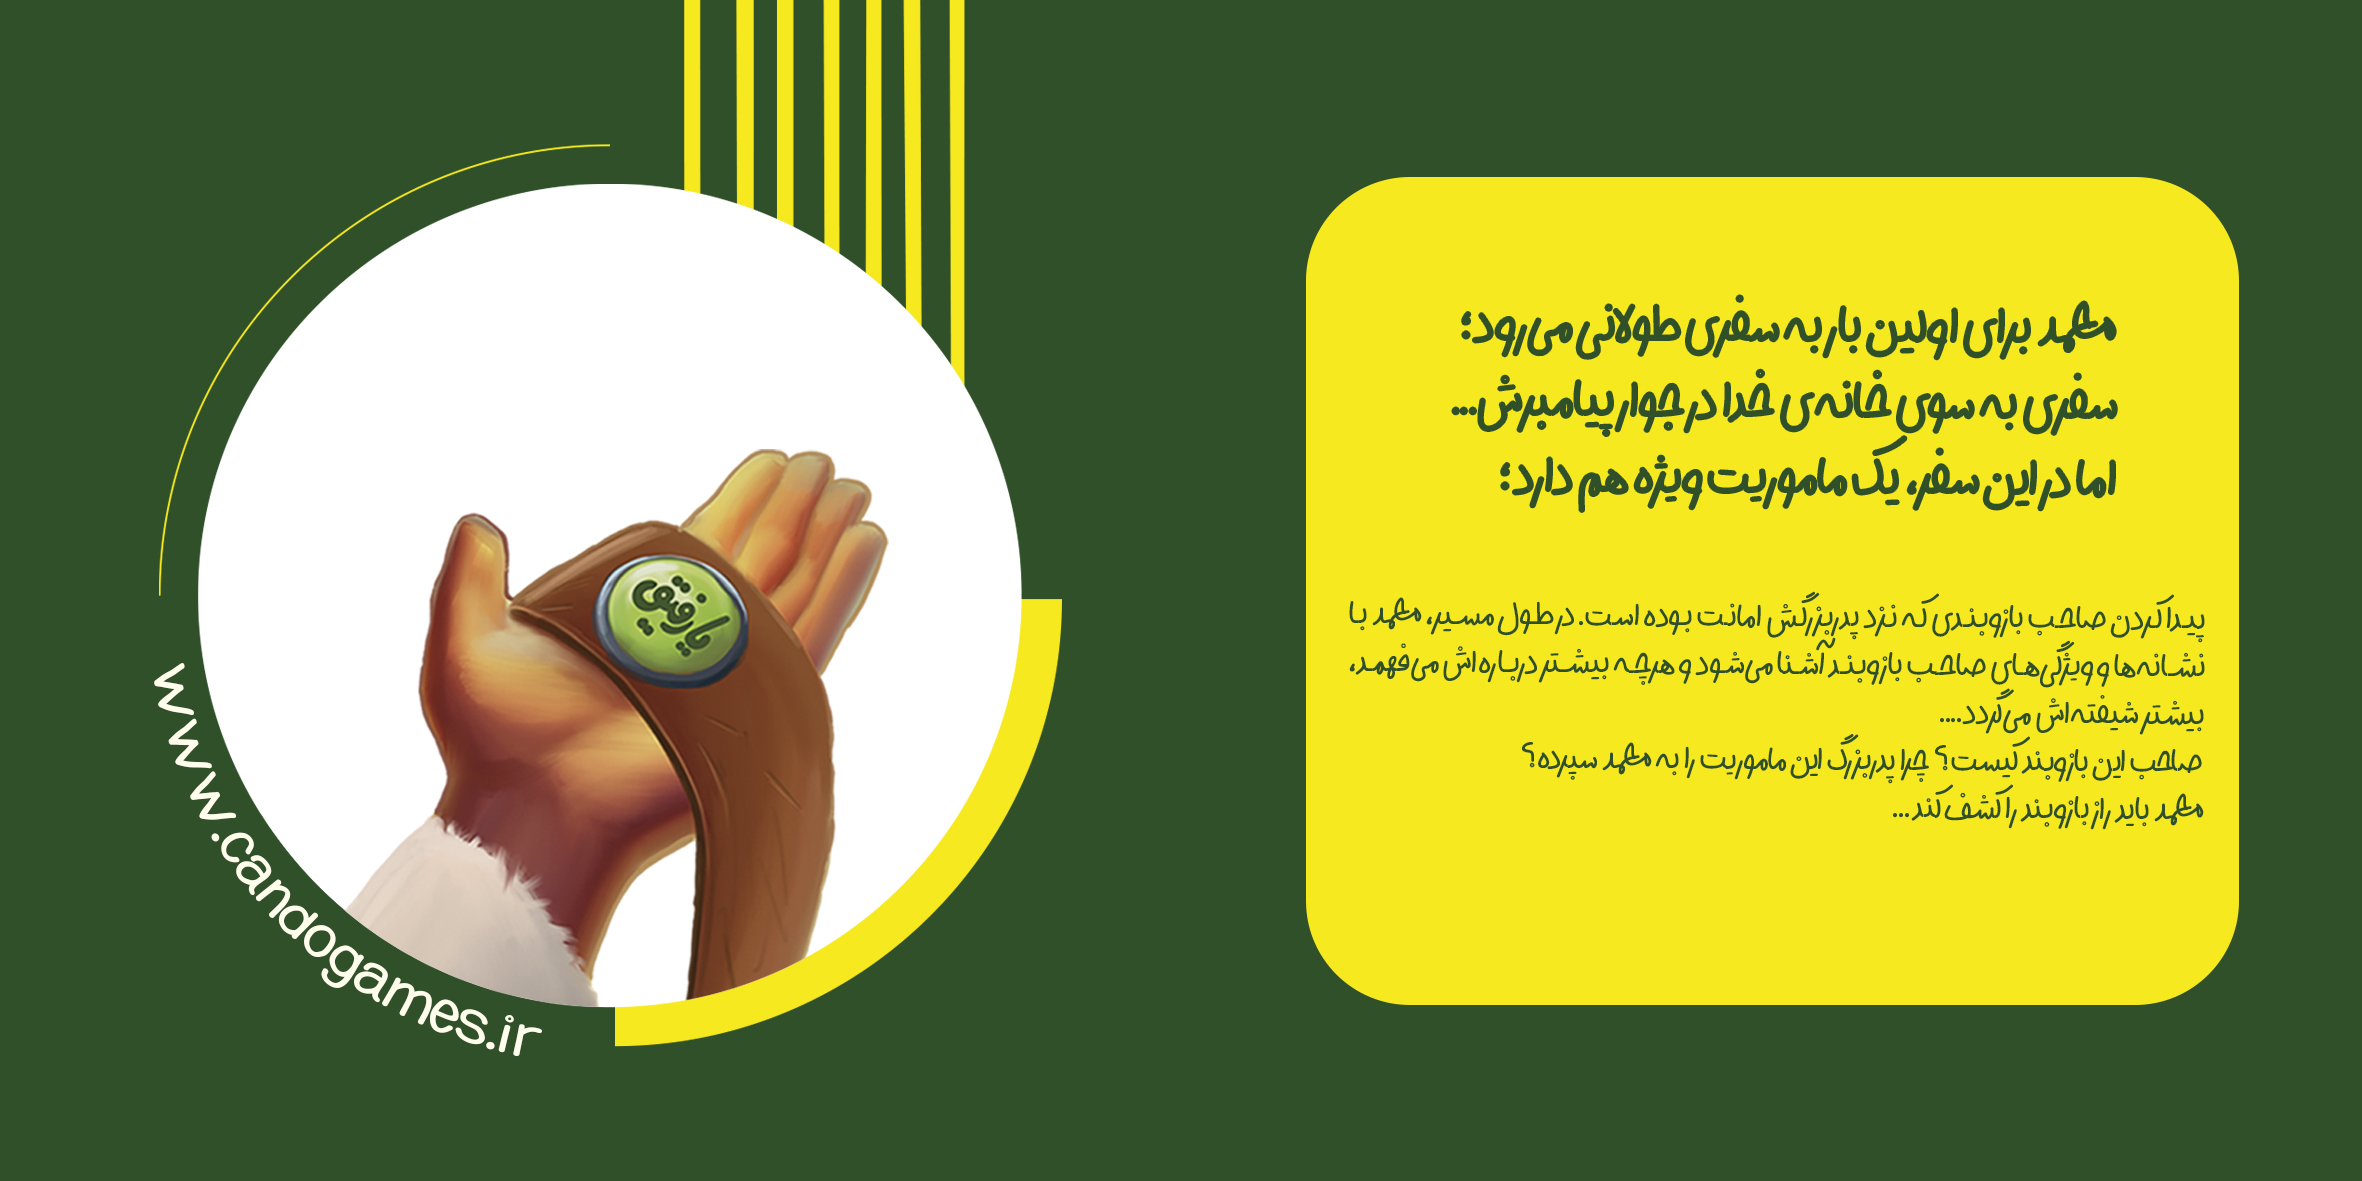 محمد برای اولین بار به سفری طولانی می‌رود؛
سفری به سوی خانه‌ی خدا در جوار پیامبرش...
اما در این سفر، یک ماموریت ویژه هم دارد؛
پیدا کردن صاحب بازوبندی که نزد پدربزرگش امانت بوده است. در طول مسیر، محمد با
نشانه‌ها و ویژگی‌های صاحب بازوبند آشنا می‌شود و هرچه بیشتر درباره‌اش می‌فهمد،
بیشتر شیفته‌اش می‌گردد....
صاحب این بازوبند کیست؟ چرا پدربزرگ این ماموریت را به محمد سپرده؟
محمد باید راز بازوبند را کشف کند...
یارفیق
www.candogames.ir